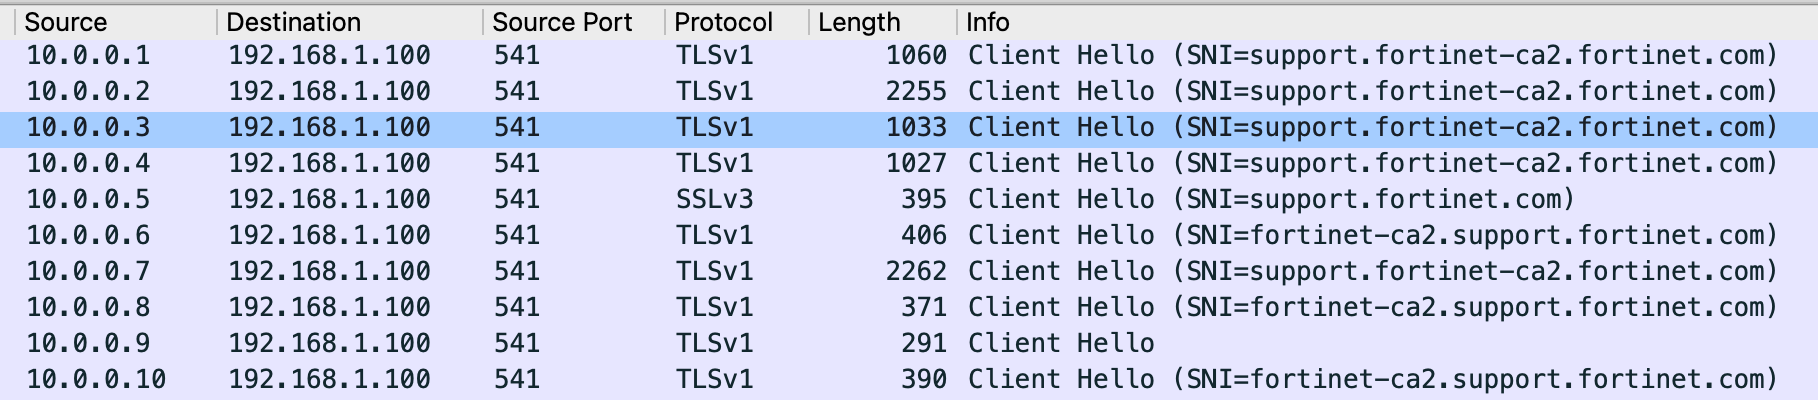 Source Destination Source Port Protocol Length Info
10.0.0.1 192.168.1.100 541 TLSv1 1060 Client Hello (SNI=support.fortinet-ca2.fortinet.com)
10.0.0.2 192.168.1.100 541 TLSv1 2255 Client Hello (SNI=support.fortinet-ca2.fortinet.com)
10.0.0.3 192.168.1.100 541 TLSv1 1033 Client Hello (SNI=support.fortinet-ca2.fortinet.com)
10.0.0.4 192.168.1.100 541 TLSv1 1027 Client Hello (SNI=support.fortinet-ca2.fortinet.com)
10.0.0.5 192.168.1.100 541 SSLv3 395 Client Hello (SNI=support.fortinet.com)
10.0.0.6 192.168.1.100 541 TLSv1 406 Client Hello (SNI=fortinet-ca2.support.fortinet.com)
10.0.0.7 192.168.1.100 541 TLSv1 2262 Client Hello (SNI=support.fortinet-ca2.fortinet.com)
10.0.0.8 192.168.1.100 541 TLSv1 371 Client Hello (SNI=fortinet-ca2.support.fortinet.com)
10.0.0.9 192.168.1.100 541 TLSv1 291 Client Hello
10.0.0.10 192.168.1.100 541 TLSv1 390 Client Hello (SNI=fortinet-ca2.support.fortinet.com)